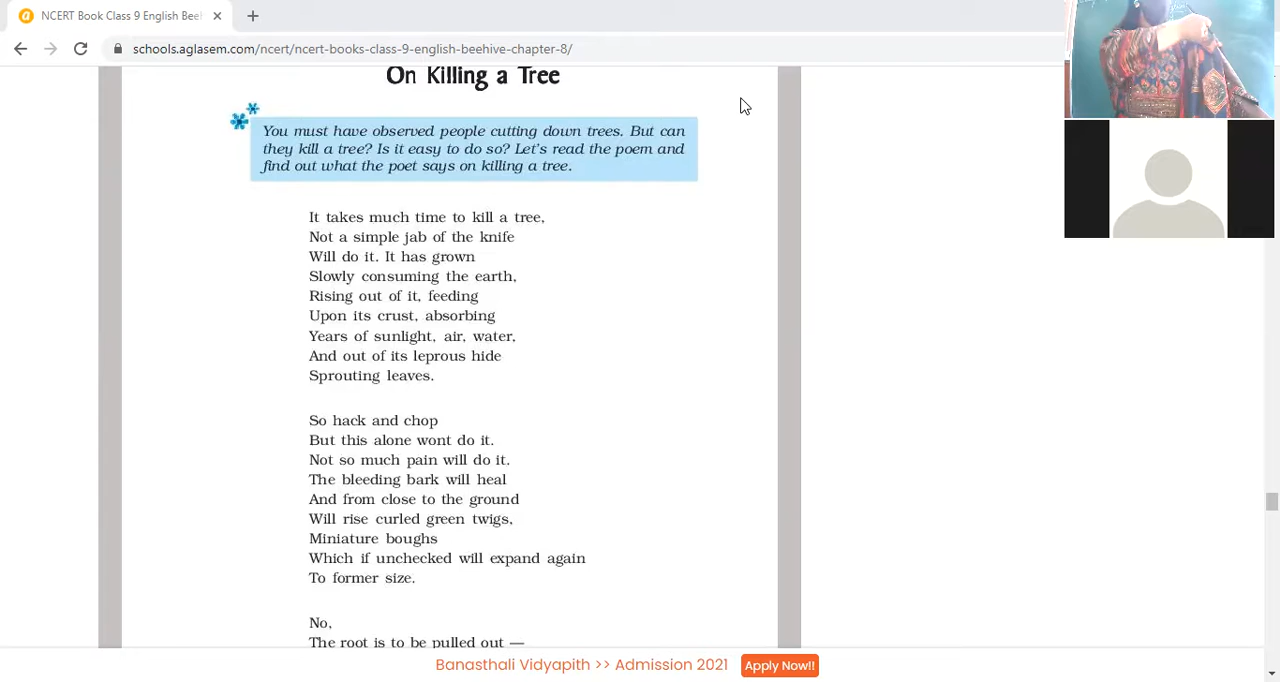 NCERT Book Class 9 English Bee
schools.aglasem.com/ncert/ncert-books-class-9-english-beehive-chapter-8/
On Killing a Tree
You must have observed people cutting down trees. But can
they kill a tree? Is it easy to do so? Let's read the poem and
find out what the poet says on killing a tree.
It takes much time to kill a tree,
Not a simple jab of the knife
Will do it. It has grown
Slowly consuming the earth,
Rising out of it, feeding
Upon its crust, absorbing
Years of sunlight, air, water,
And out of its leprous hide
Sprouting leaves.
So hack and chop
But this alone wont do it.
Not so much pain will do it.
The bleeding bark will heal
And from close to the ground
Will rise curled green twigs,
Miniature boughs
Which if unchecked will expand again
To former size.
No,
The root is to be pulled out —
Banasthali Vidyapith >> Admission 2021 Apply Now!!